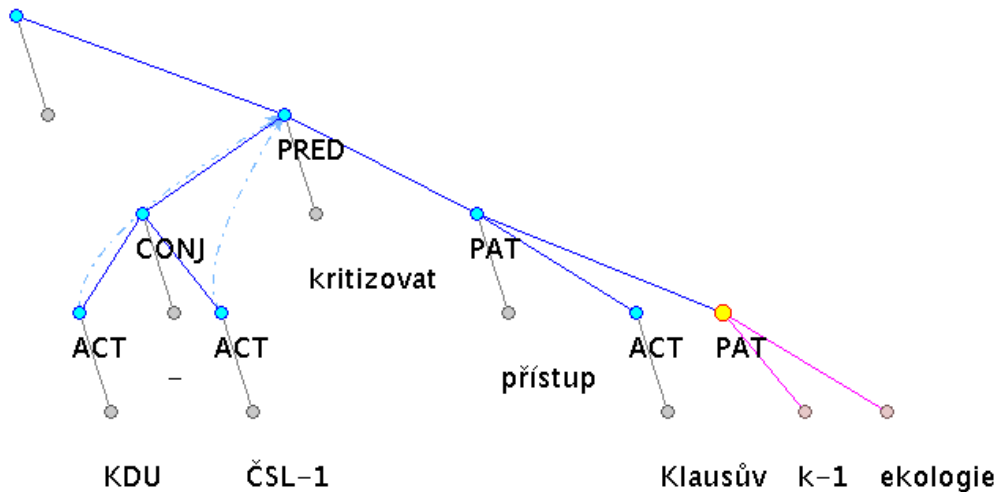 PRED
CONJ
kritizovat
PAT
ACT
ACT
–
přístup
ACT
PAT
KDU
ČSL–1
Klausův
k–1
ekologie